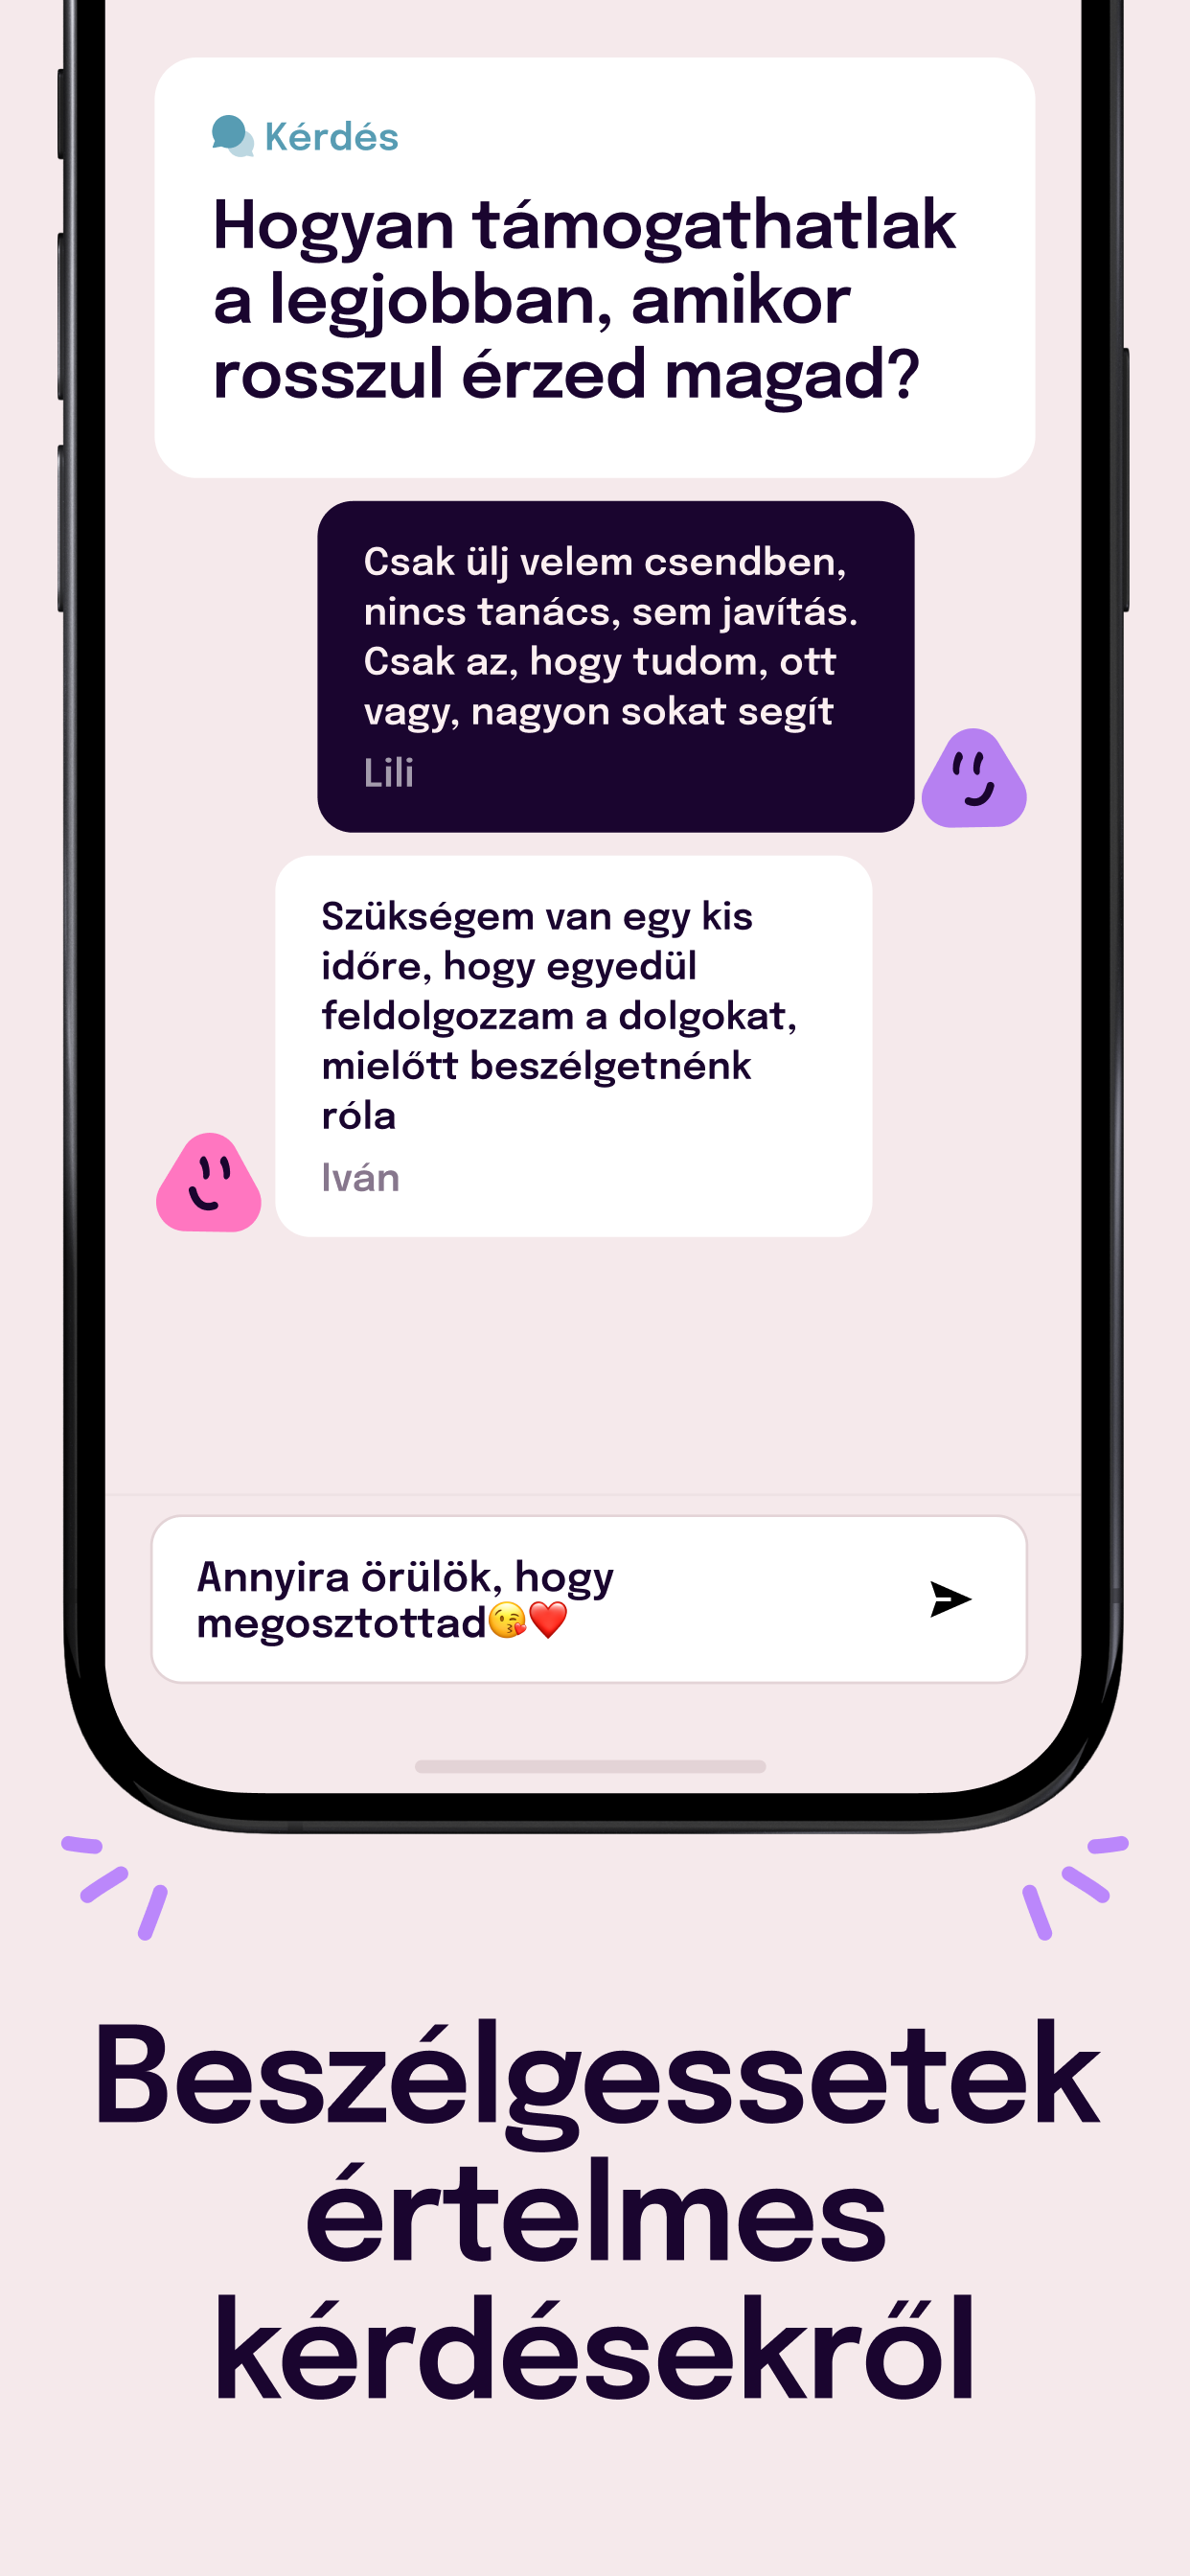 Kérdés
Hogyan támogathatlak
a legjobban, amikor
rosszul érzed magad?
Csak ülj velem csendben,
nincs tanács, sem javítás.
Csak az, hogy tudom, ott
vagy, nagyon sokat segít
Lili
Szükségem van egy kis
időre, hogy egyedül
feldolgozzam a dolgokat,
mielőtt beszélgetnénk
róla
Iván
Annyira örülök, hogy
megosztottad😘❤️
Beszélgessetek
értelmes
kérdésekről